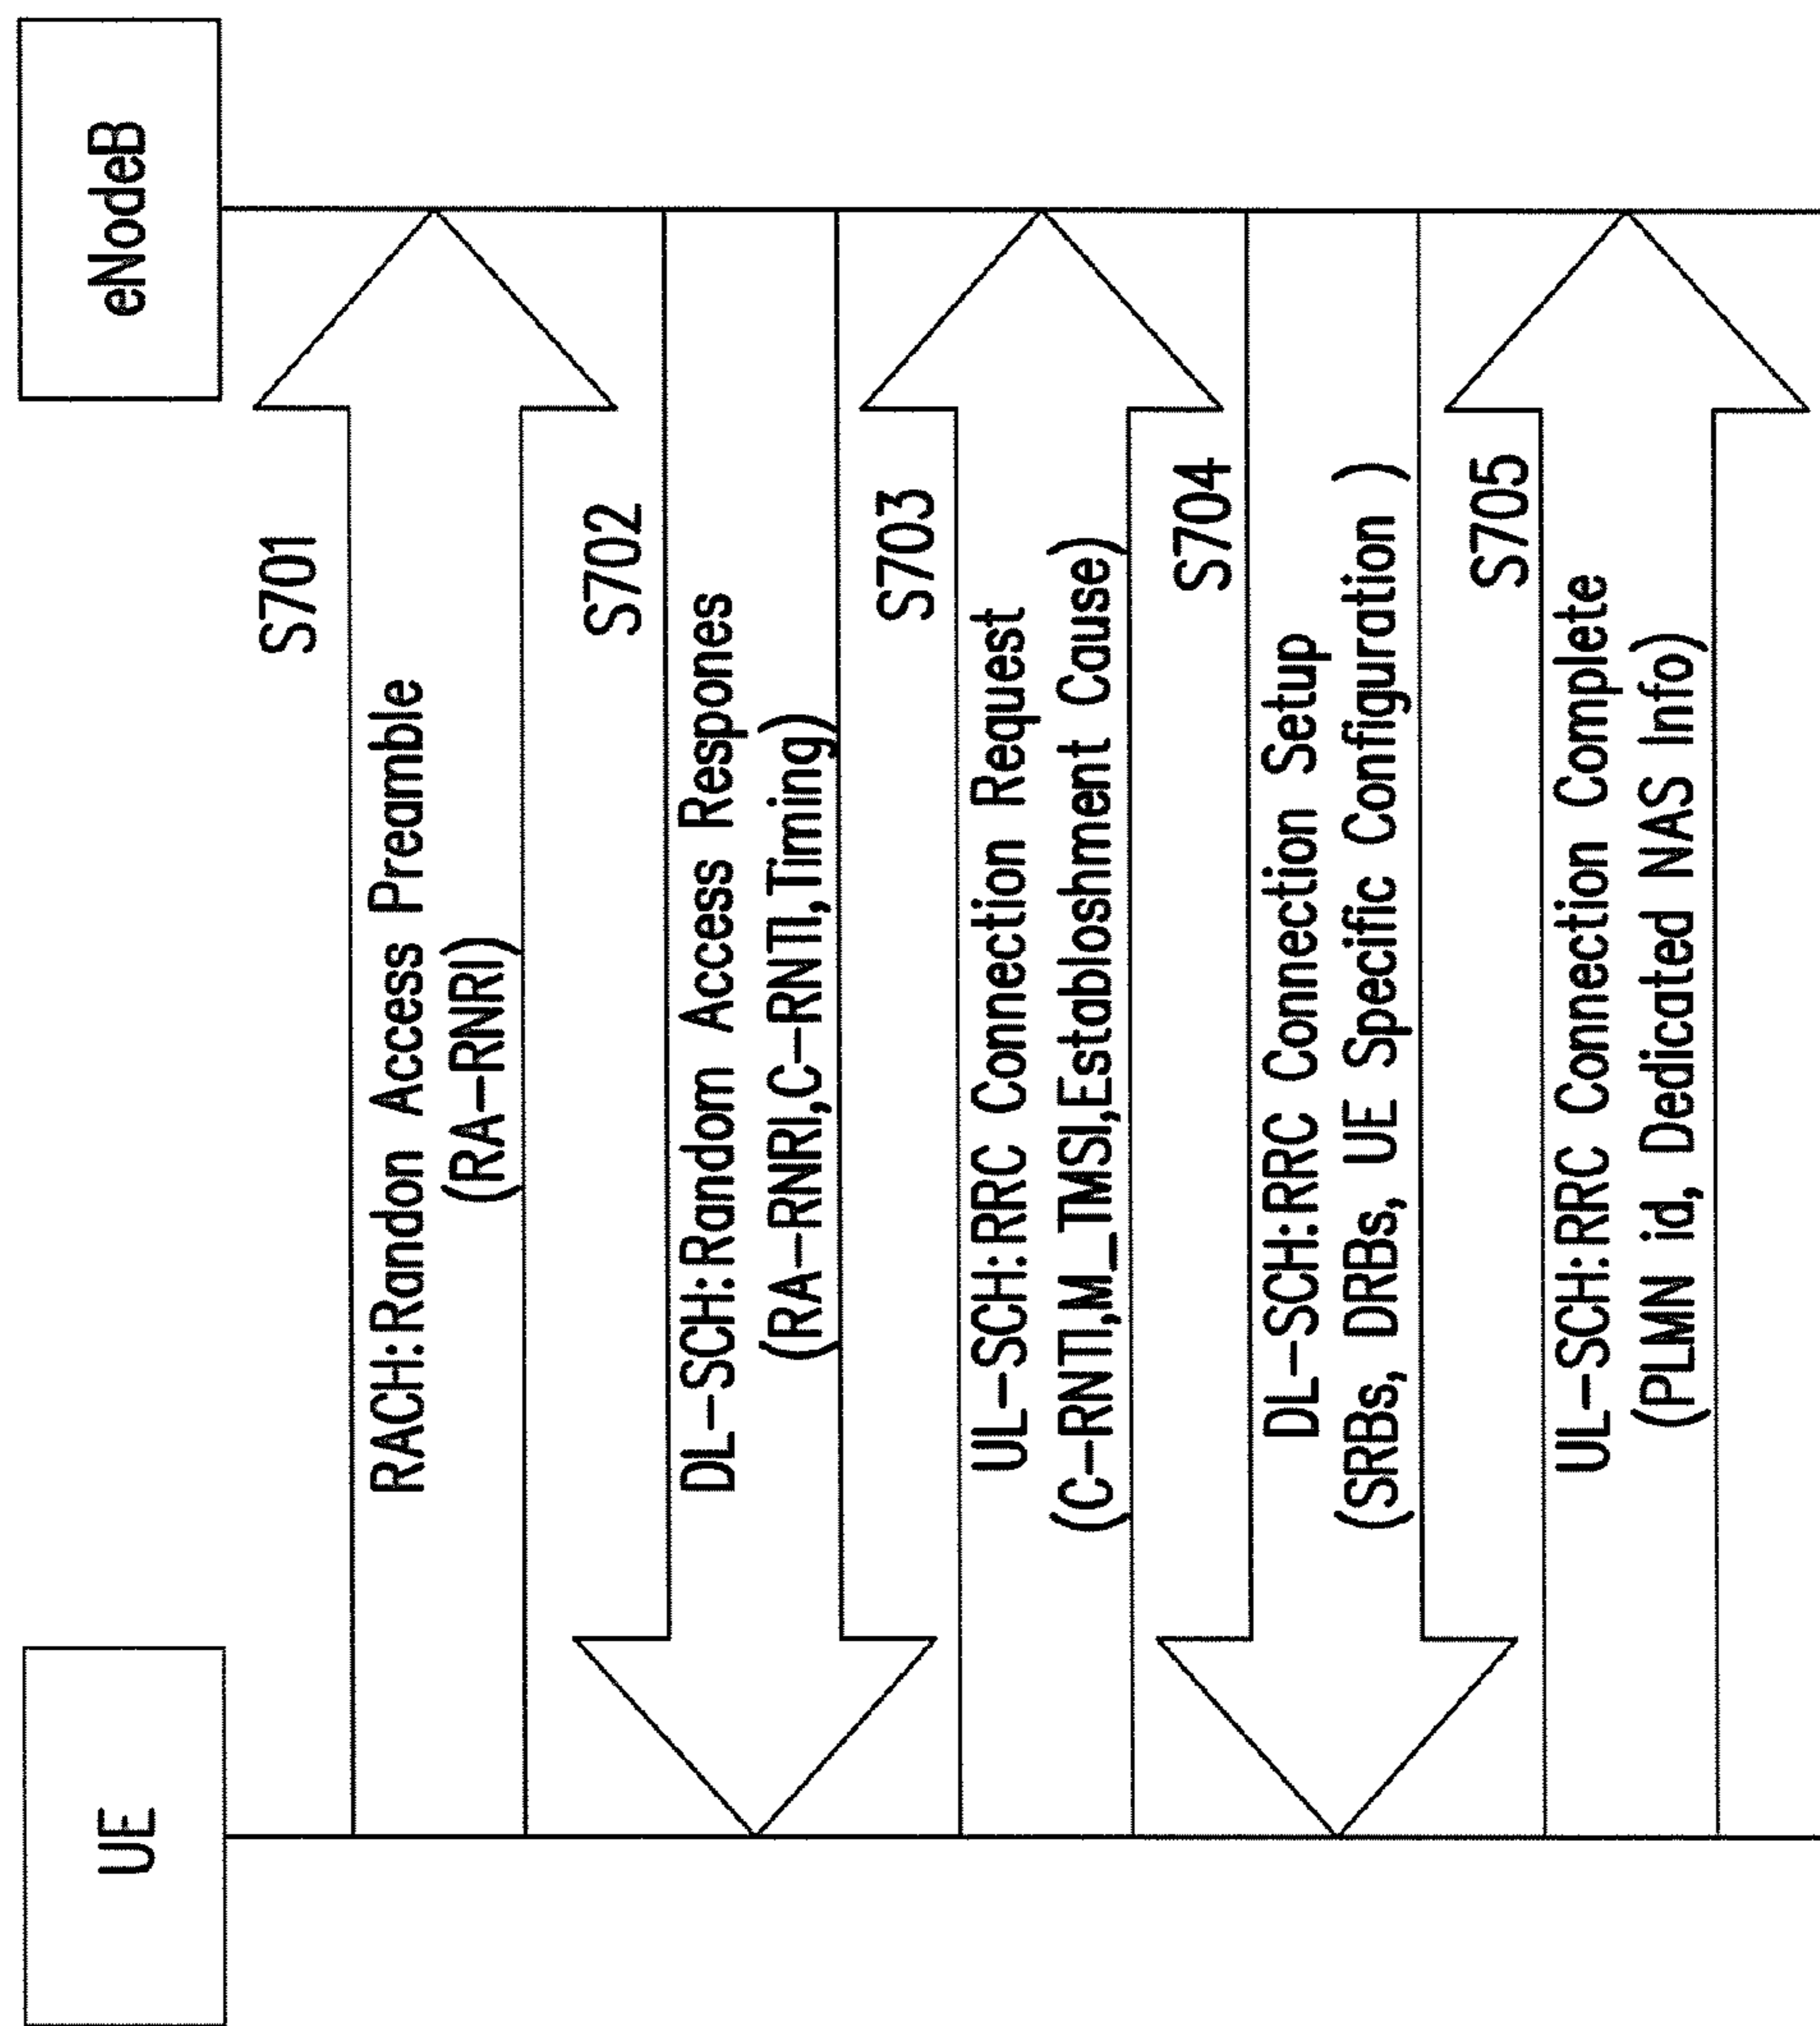 UE
eNodeB
S701
RACH:Randon Access Preamble
(RA-RNRI)
S702
DL-SCH:Random Access Respones
(RA-RNRI,C-RNTI,Timing)
S703
UL-SCH:RRC Connection Request
(C-RNTI,M_TMSI,Establoshment Cause)
S704
DL-SCH:RRC Connection Setup
(SRBs, DRBs, UE Specific Configuration )
S705
UL-SCH:RRC Connection Complete
(PLMN id, Dedicated NAS Info)